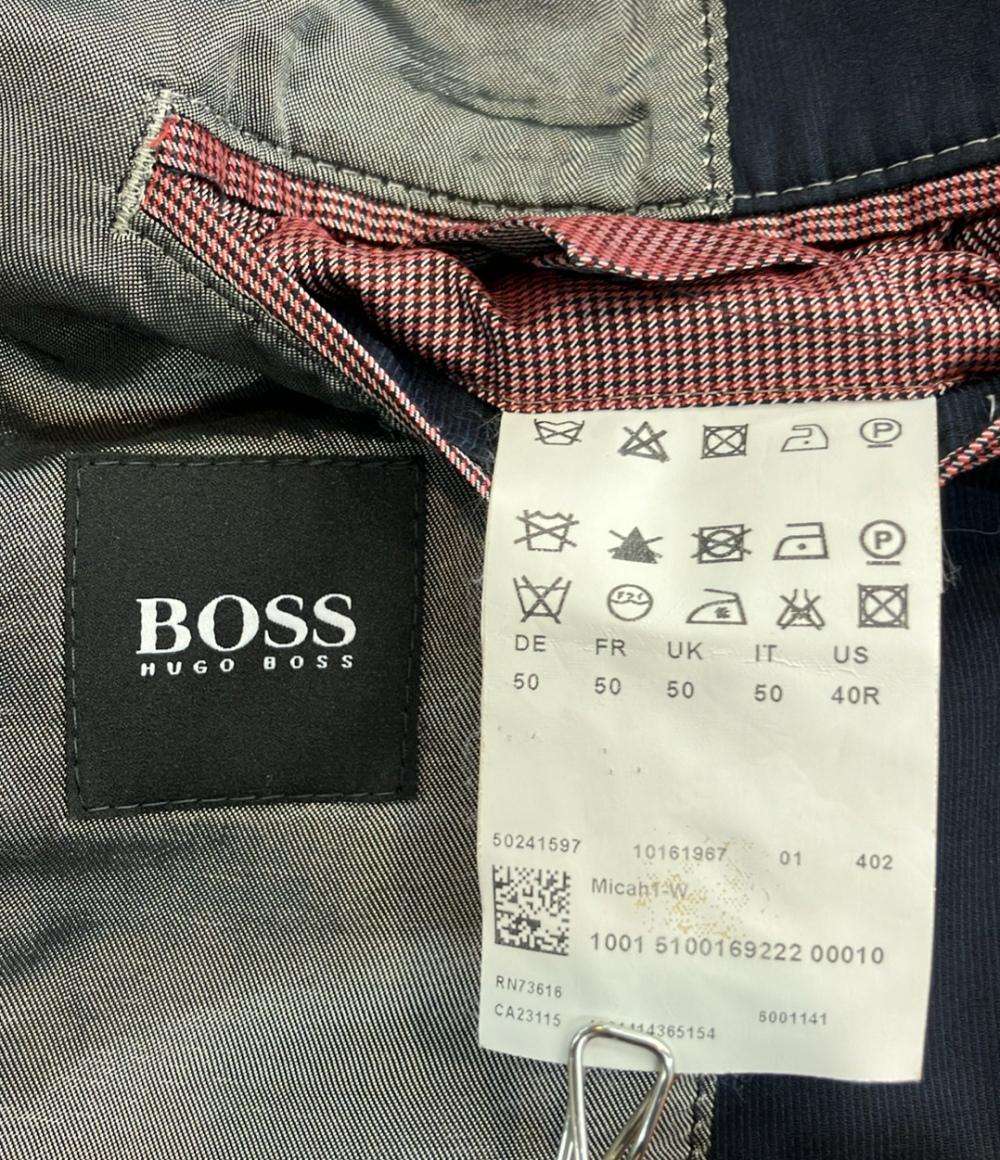 BOSS
HUGO BOSS
P
P
DE FR UK IT US
50 50 50 50 40R
50241597 10161967 01 402
Micah1-W
1001 5100169222 00010
RN73616
CA23115 14365154 6001141